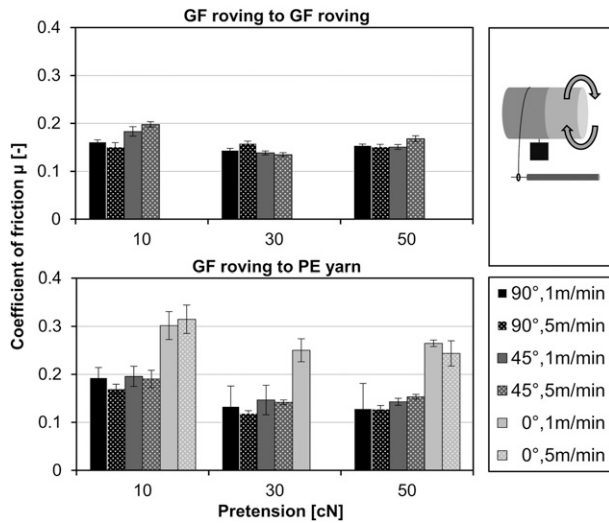 GF roving to GF roving
0.4
0.3
0.2
0.1
0
10 30 50
GF roving to PE yarn
0.4
0.3
0.2
0.1
0
10 30 50
Pretension [cN]
Coefficient of friction µ [-]
90°,1m/min
90°,5m/min
45°,1m/min
45°,5m/min
0°,1m/min
0°,5m/min